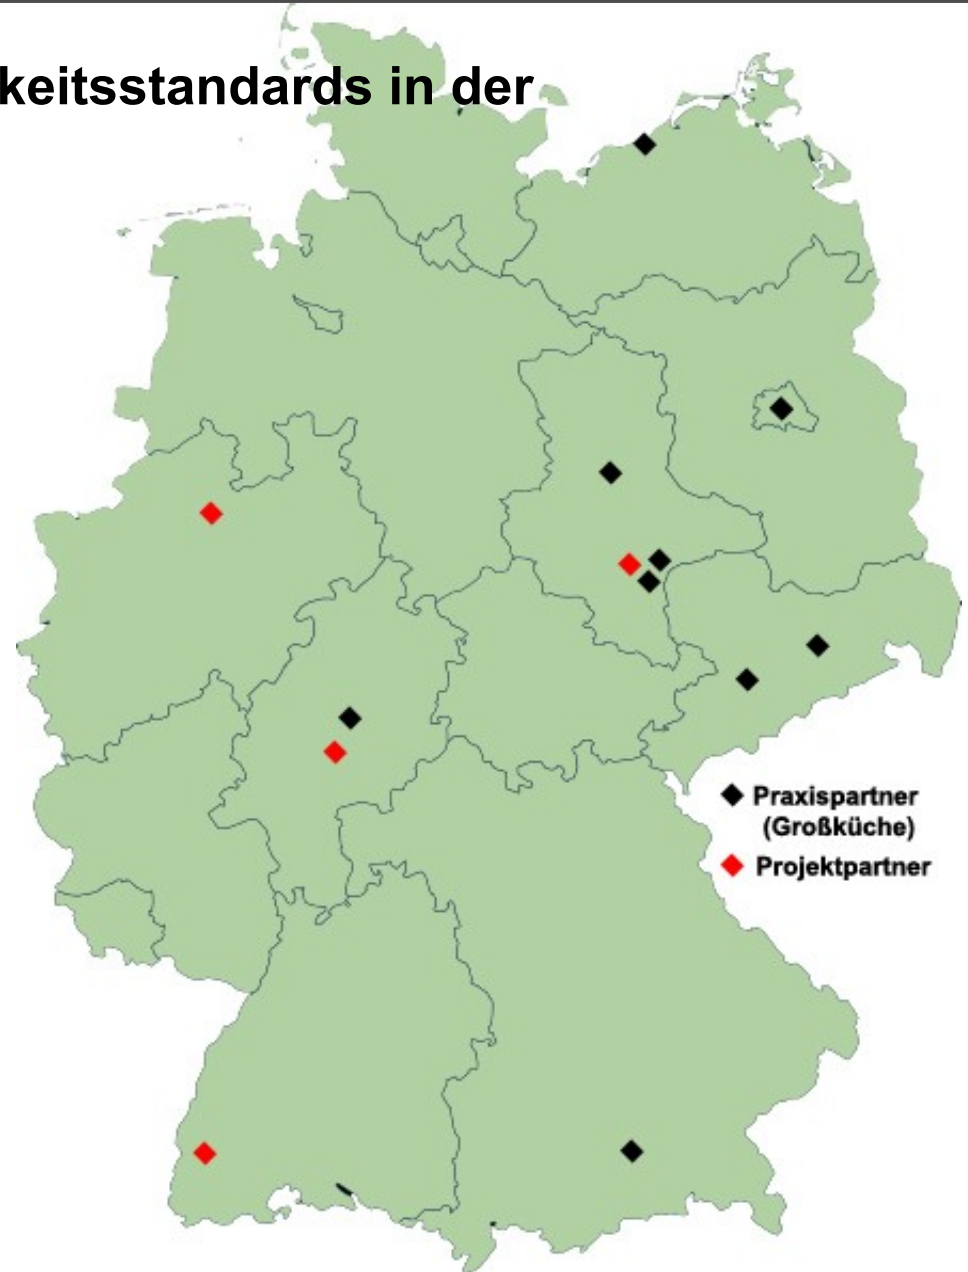 keitsstandards in der
Praxispartner
(Großküche)
Projektpartner